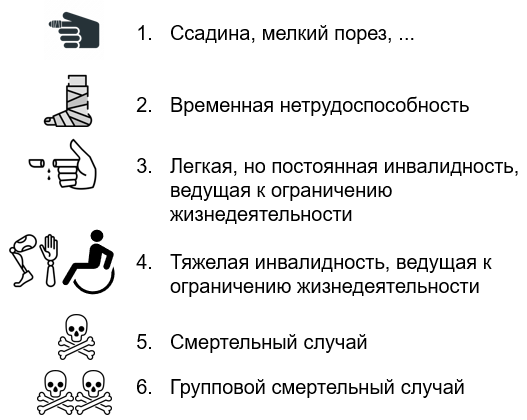 1. Ссадина, мелкий порез, ...
2. Временная нетрудоспособность
3. Легкая, но постоянная инвалидность,
ведущая к ограничению
жизнедеятельности
4. Тяжелая инвалидность, ведущая к
ограничению жизнедеятельности
5. Смертельный случай
6. Групповой смертельный случай